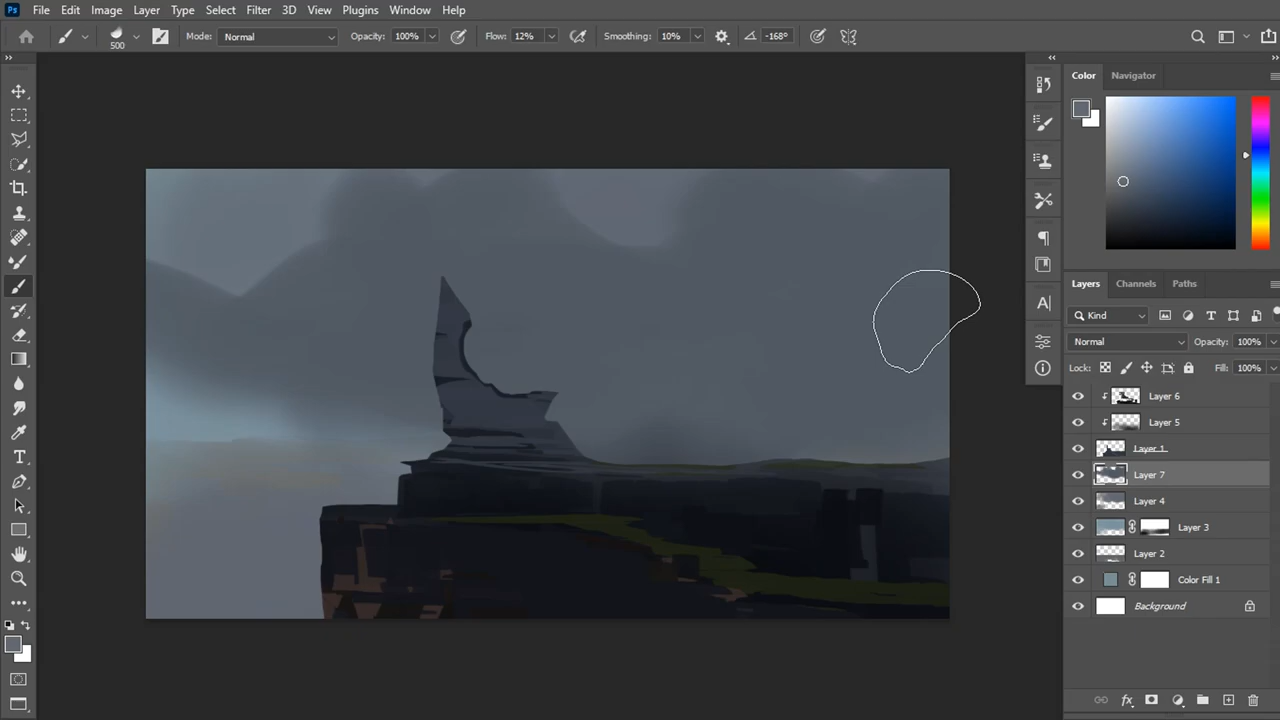 Ps File Edit Image Layer Type Select Filter 3D View Plugins Window Help
500 Mode: Normal Opacity: 100% Flow: 12% Smoothing: 10% -168°
Color Navigator
Layers Channels Paths
Kind
Normal Opacity: 100%
Lock: Fill: 100%
Layer 6
Layer 5
Layer 1
Layer 7
Layer 4
Layer 3
Layer 2
Color Fill 1
Background